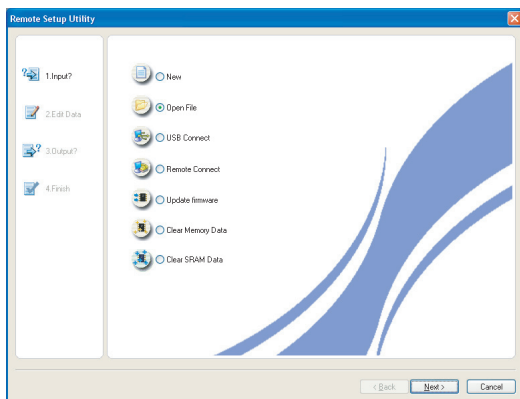 Remote Setup Utility
1.Input?
2.Edit Data
3.Output?
4.Finish
New
Open File
USB Connect
Remote Connect
Update firmware
Clear Memory Data
Clear SRAM Data
< Back
Next >
Cancel